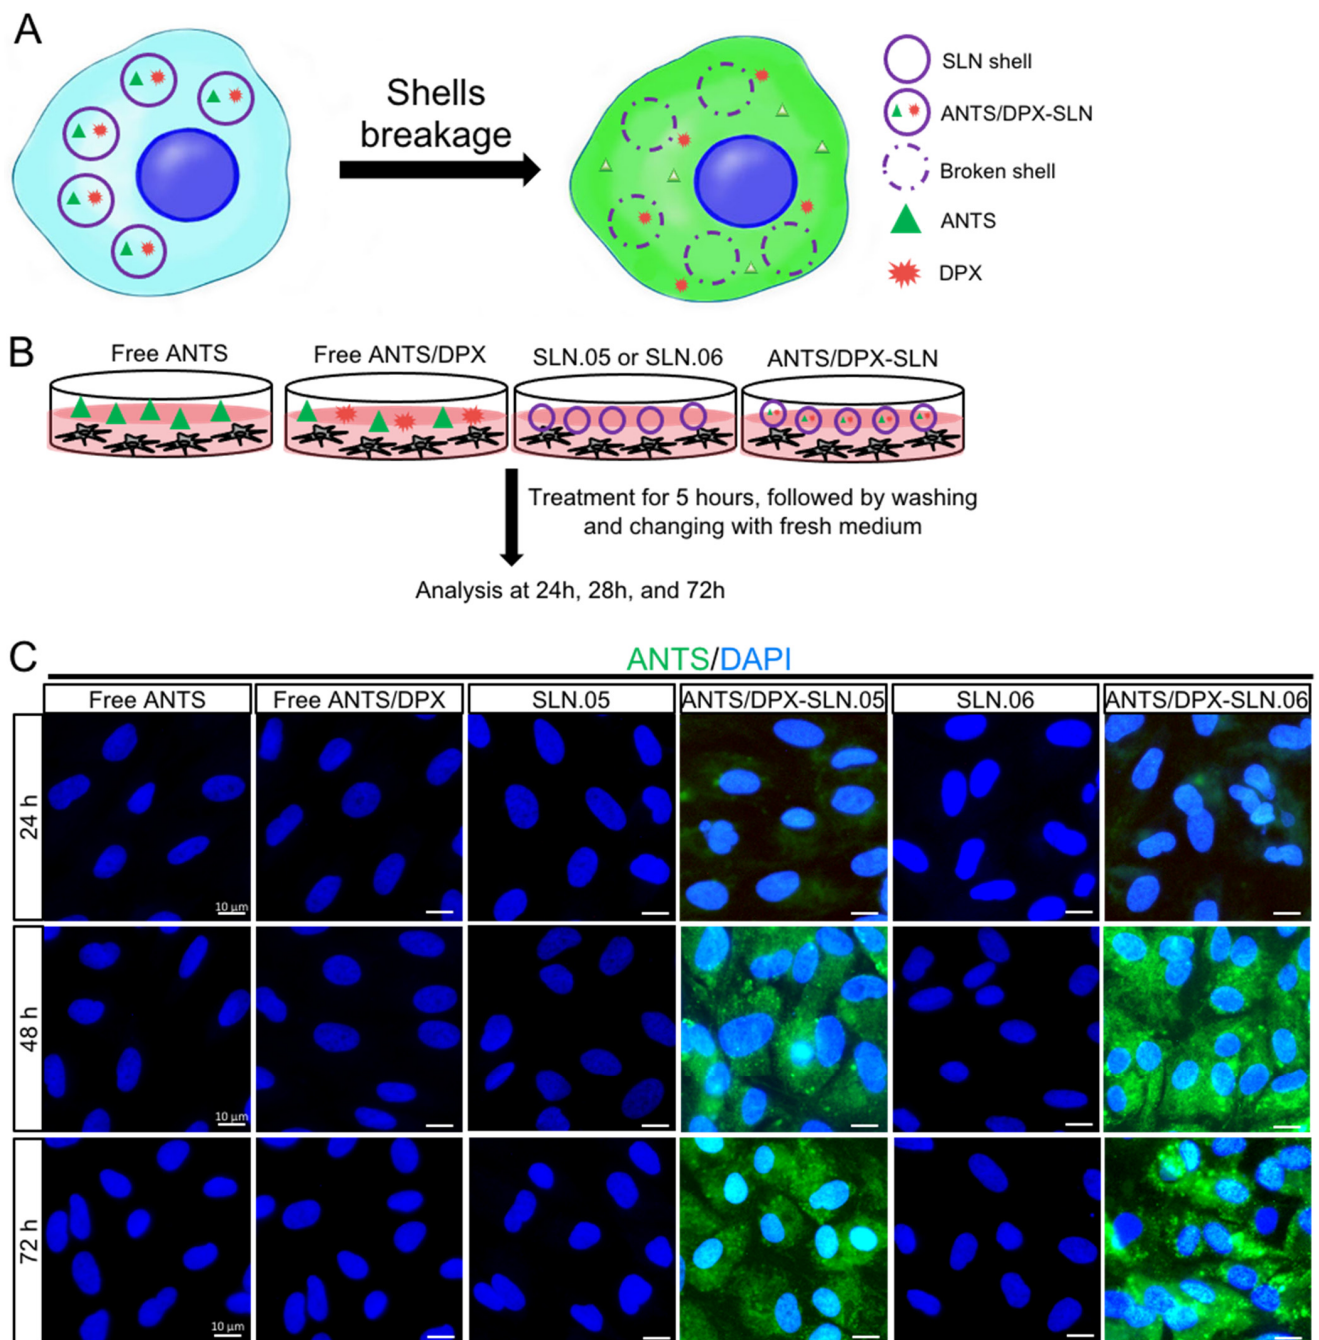 A
Shells
breakage
SLN shell
ANTS/DPX-SLN
Broken shell
ANTS
DPX
B
Free ANTS
Free ANTS/DPX
SLN.05 or SLN.06
ANTS/DPX-SLN
Treatment for 5 hours, followed by washing
and changing with fresh medium
Analysis at 24h, 28h, and 72h
C
ANTS/DAPI
Free ANTS
Free ANTS/DPX
SLN.05
ANTS/DPX-SLN.05
SLN.06
ANTS/DPX-SLN.06
24 h
10 µm
48 h
10 µm
72 h
10 µm